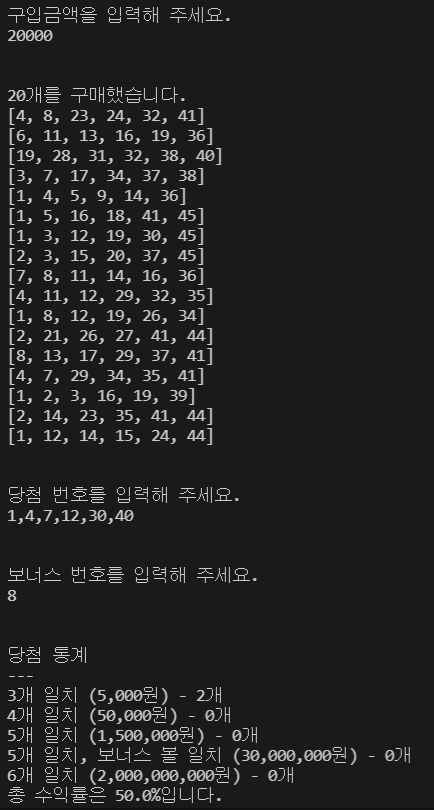 구입금액을 입력해 주세요.
20000
20개를 구매했습니다.
[4, 8, 23, 24, 32, 41]
[6, 11, 13, 16, 19, 36]
[19, 28, 31, 32, 38, 40]
[3, 7, 17, 34, 37, 38]
[1, 4, 5, 9, 14, 36]
[1, 5, 16, 18, 41, 45]
[1, 3, 12, 19, 30, 45]
[2, 3, 15, 20, 37, 45]
[7, 8, 11, 14, 16, 36]
[4, 11, 12, 29, 32, 35]
[1, 8, 12, 19, 26, 34]
[2, 21, 26, 27, 41, 44]
[8, 13, 17, 29, 37, 41]
[4, 7, 29, 34, 35, 41]
[1, 2, 3, 16, 19, 39]
[2, 14, 23, 35, 41, 44]
[1, 12, 14, 15, 24, 44]
당첨 번호를 입력해 주세요.
1,4,7,12,30,40
보너스 번호를 입력해 주세요.
8
당첨 통계
---
3개 일치 (5,000원) - 2개
4개 일치 (50,000원) - 0개
5개 일치 (1,500,000원) - 0개
5개 일치, 보너스 볼 일치 (30,000,000원) - 0개
6개 일치 (2,000,000,000원) - 0개
총 수익률은 50.0%입니다.